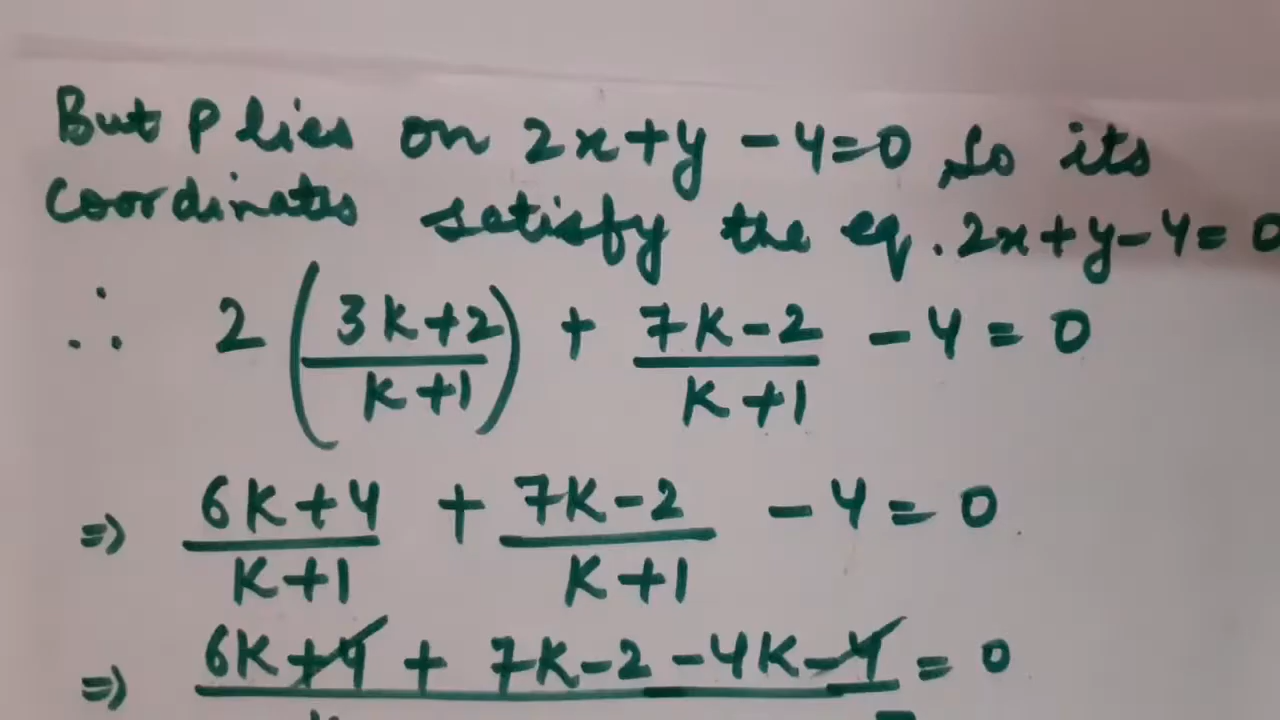 But P lies on 2x+y-4=0 So its
coordinates satisfy the eq. 2x+y-4=0
∴ 2 ( 3K+2 / K+1 ) + 7K-2 / K+1 - 4 = 0
⇒ 6K+4 / K+1 + 7K-2 / K+1 - 4 = 0
⇒ 6K+4 + 7K-2 -4K-4 = 0